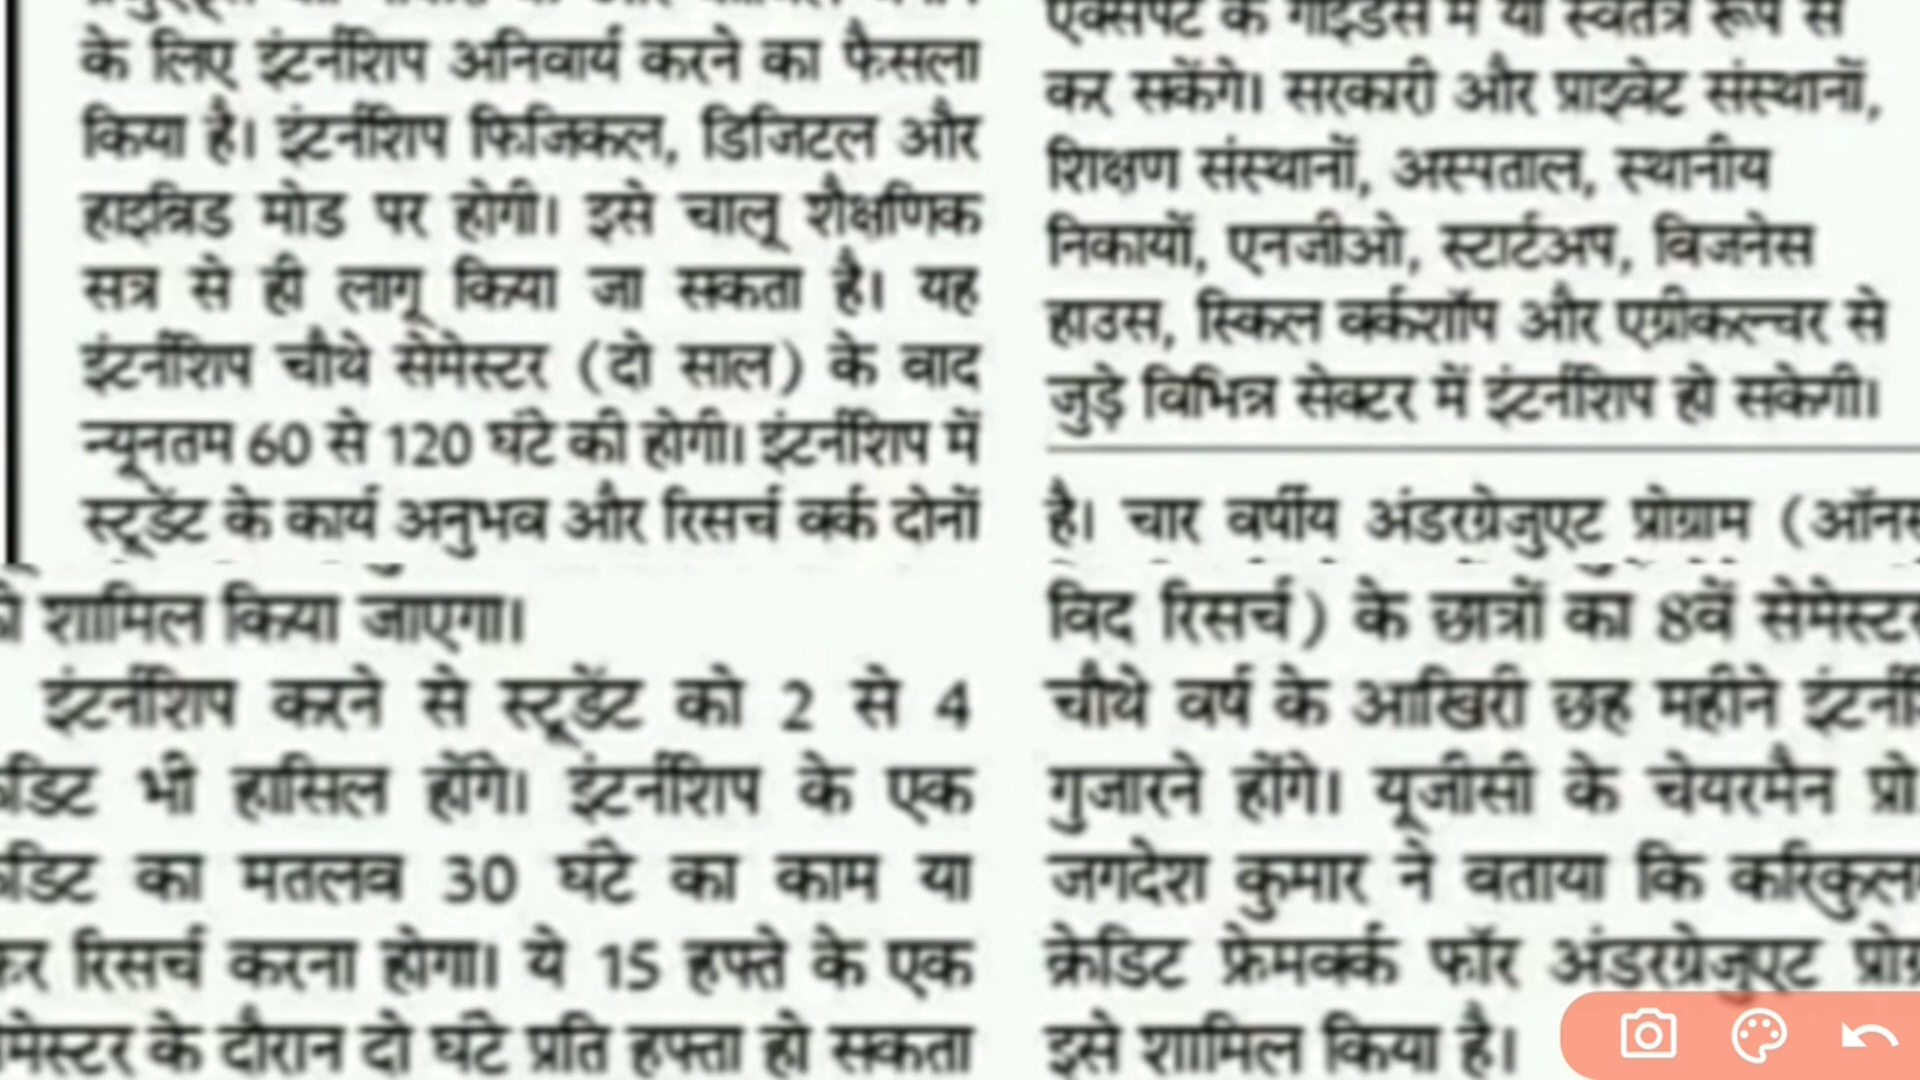 के लिए इंटर्नशिप अनिवार्य करने का फैसला
किया है। इंटर्नशिप फिजिकल, डिजिटल और
हाइब्रिड मोड पर होगी। इसे चालू शैक्षणिक
सत्र से ही लागू किया जा सकता है। यह
इंटर्नशिप चौथे सेमेस्टर (दो साल) के बाद
न्यूनतम 60 से 120 घंटे की होगी। इंटर्नशिप में
स्टूडेंट के कार्य अनुभव और रिसर्च वर्क दोनों
शामिल किया जाएगा।
इंटर्नशिप करने से स्टूडेंट को 2 से 4
भी हासिल होंगे। इंटर्नशिप के एक
का मतलब 30 घंटे का काम या
रिसर्च करना होगा। ये 15 हफ्ते के एक
के दौरान दो घंटे प्रति हफ्ता हो सकता
एक्सपर्ट के गाइडेंस में या स्वतंत्र रूप से
कर सकेंगे। सरकारी और प्राइवेट संस्थानों,
शिक्षण संस्थानों, अस्पताल, स्थानीय
निकायों, एनजीओ, स्टार्टअप, बिजनेस
हाउस, स्किल वर्कशॉप और एग्रीकल्चर से
जुड़े विभिन्न सेक्टर में इंटर्नशिप हो सकेगी।
है। चार वर्षीय अंडरग्रेजुएट प्रोग्राम (ऑनर्स
विद रिसर्च) के छात्रों का 8वें सेमेस्टर
चौथे वर्ष के आखिरी छह महीने
गुजारने होंगे। यूजीसी के चेयरमैन प्रो
जगदेश कुमार ने बताया कि
क्रेडिट फ्रेमवर्क फॉर अंडरग्रेजुएट
इसे शामिल किया है।